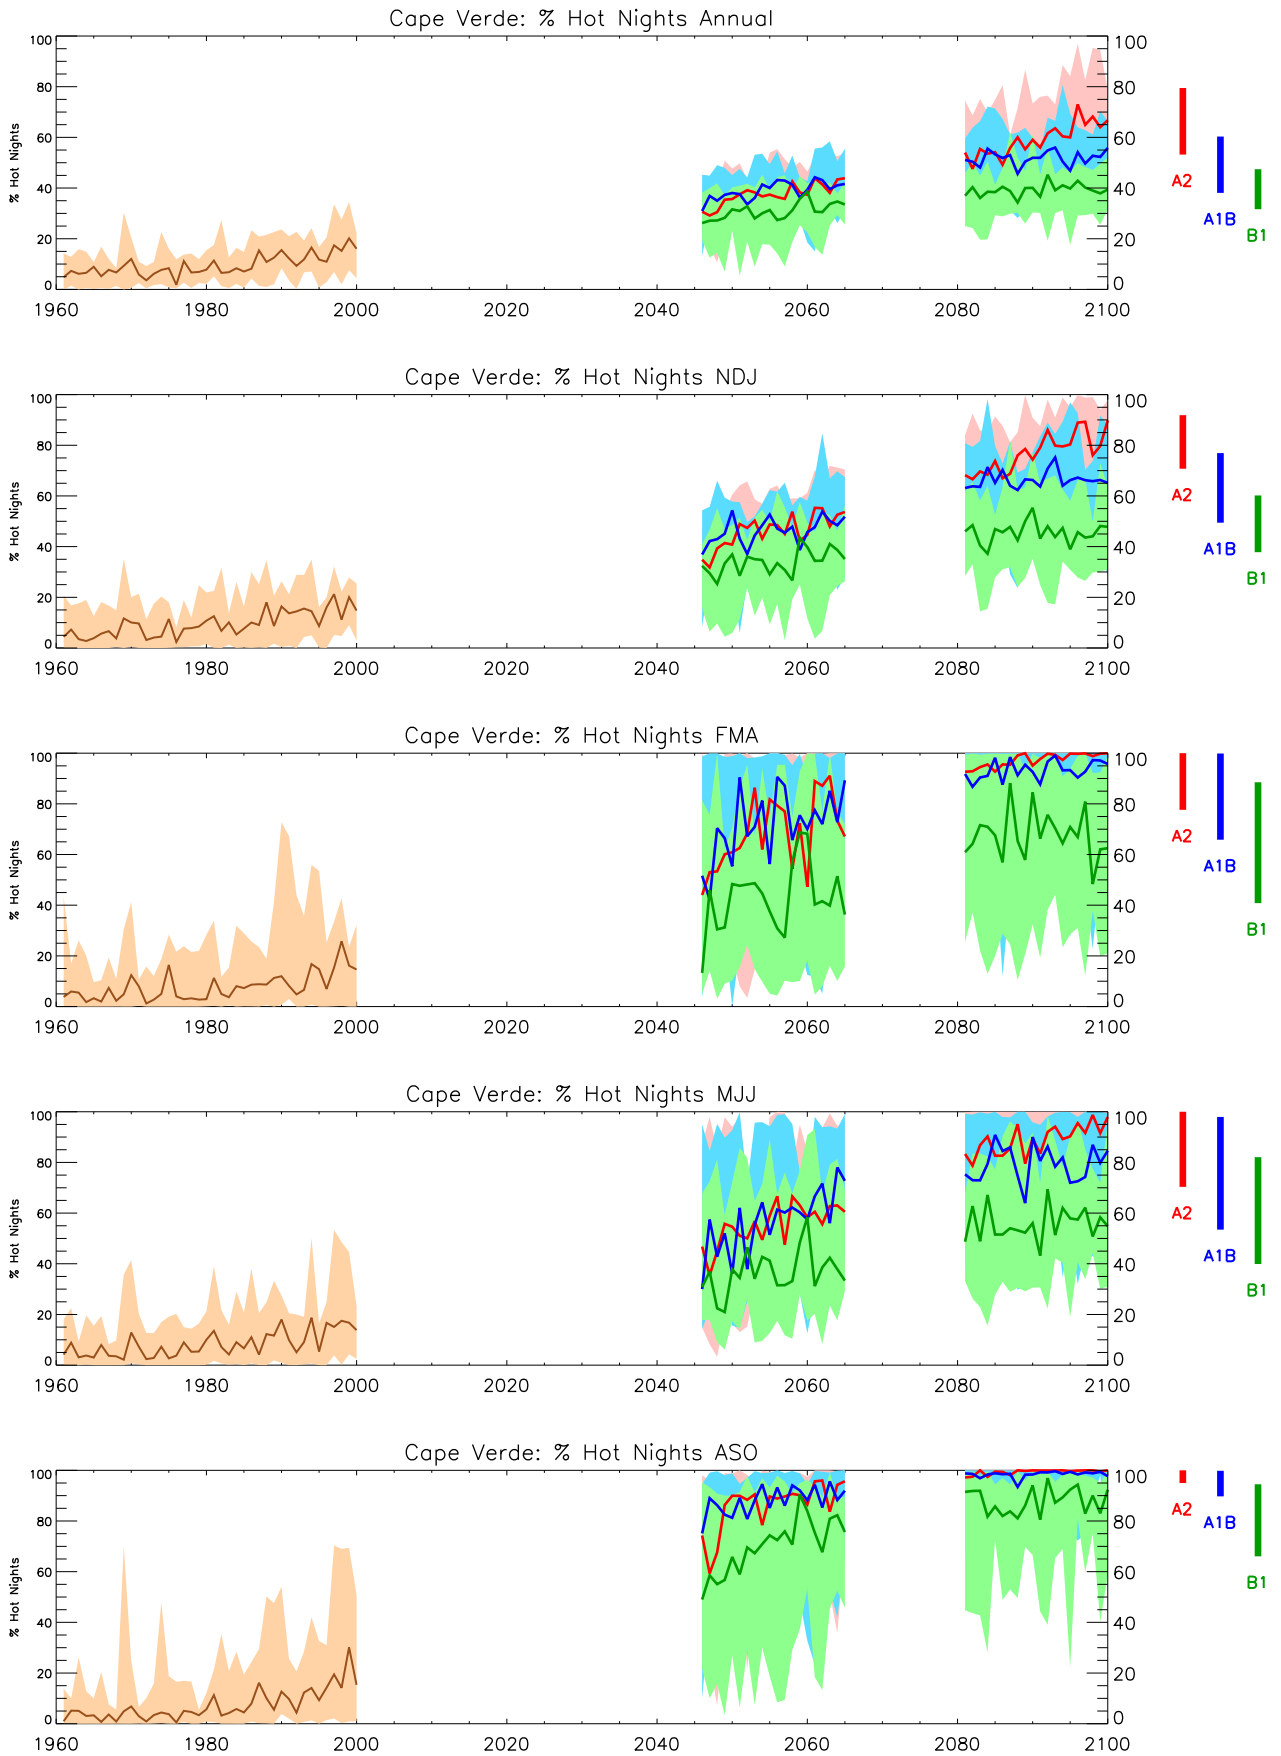 Cape Verde: % Hot Nights Annual
100 100
80 80
60 60
40 40
20 20
0 0
% Hot Nights
1960 1980 2000 2020 2040 2060 2080 2100
A2
A1B
B1
Cape Verde: % Hot Nights NDJ
100 100
80 80
60 60
40 40
20 20
0 0
% Hot Nights
1960 1980 2000 2020 2040 2060 2080 2100
A2
A1B
B1
Cape Verde: % Hot Nights FMA
100 100
80 80
60 60
40 40
20 20
0 0
% Hot Nights
1960 1980 2000 2020 2040 2060 2080 2100
A2
A1B
B1
Cape Verde: % Hot Nights MJJ
100 100
80 80
60 60
40 40
20 20
0 0
% Hot Nights
1960 1980 2000 2020 2040 2060 2080 2100
A2
A1B
B1
Cape Verde: % Hot Nights ASO
100 100
80 80
60 60
40 40
20 20
0 0
% Hot Nights
1960 1980 2000 2020 2040 2060 2080 2100
A2
A1B
B1